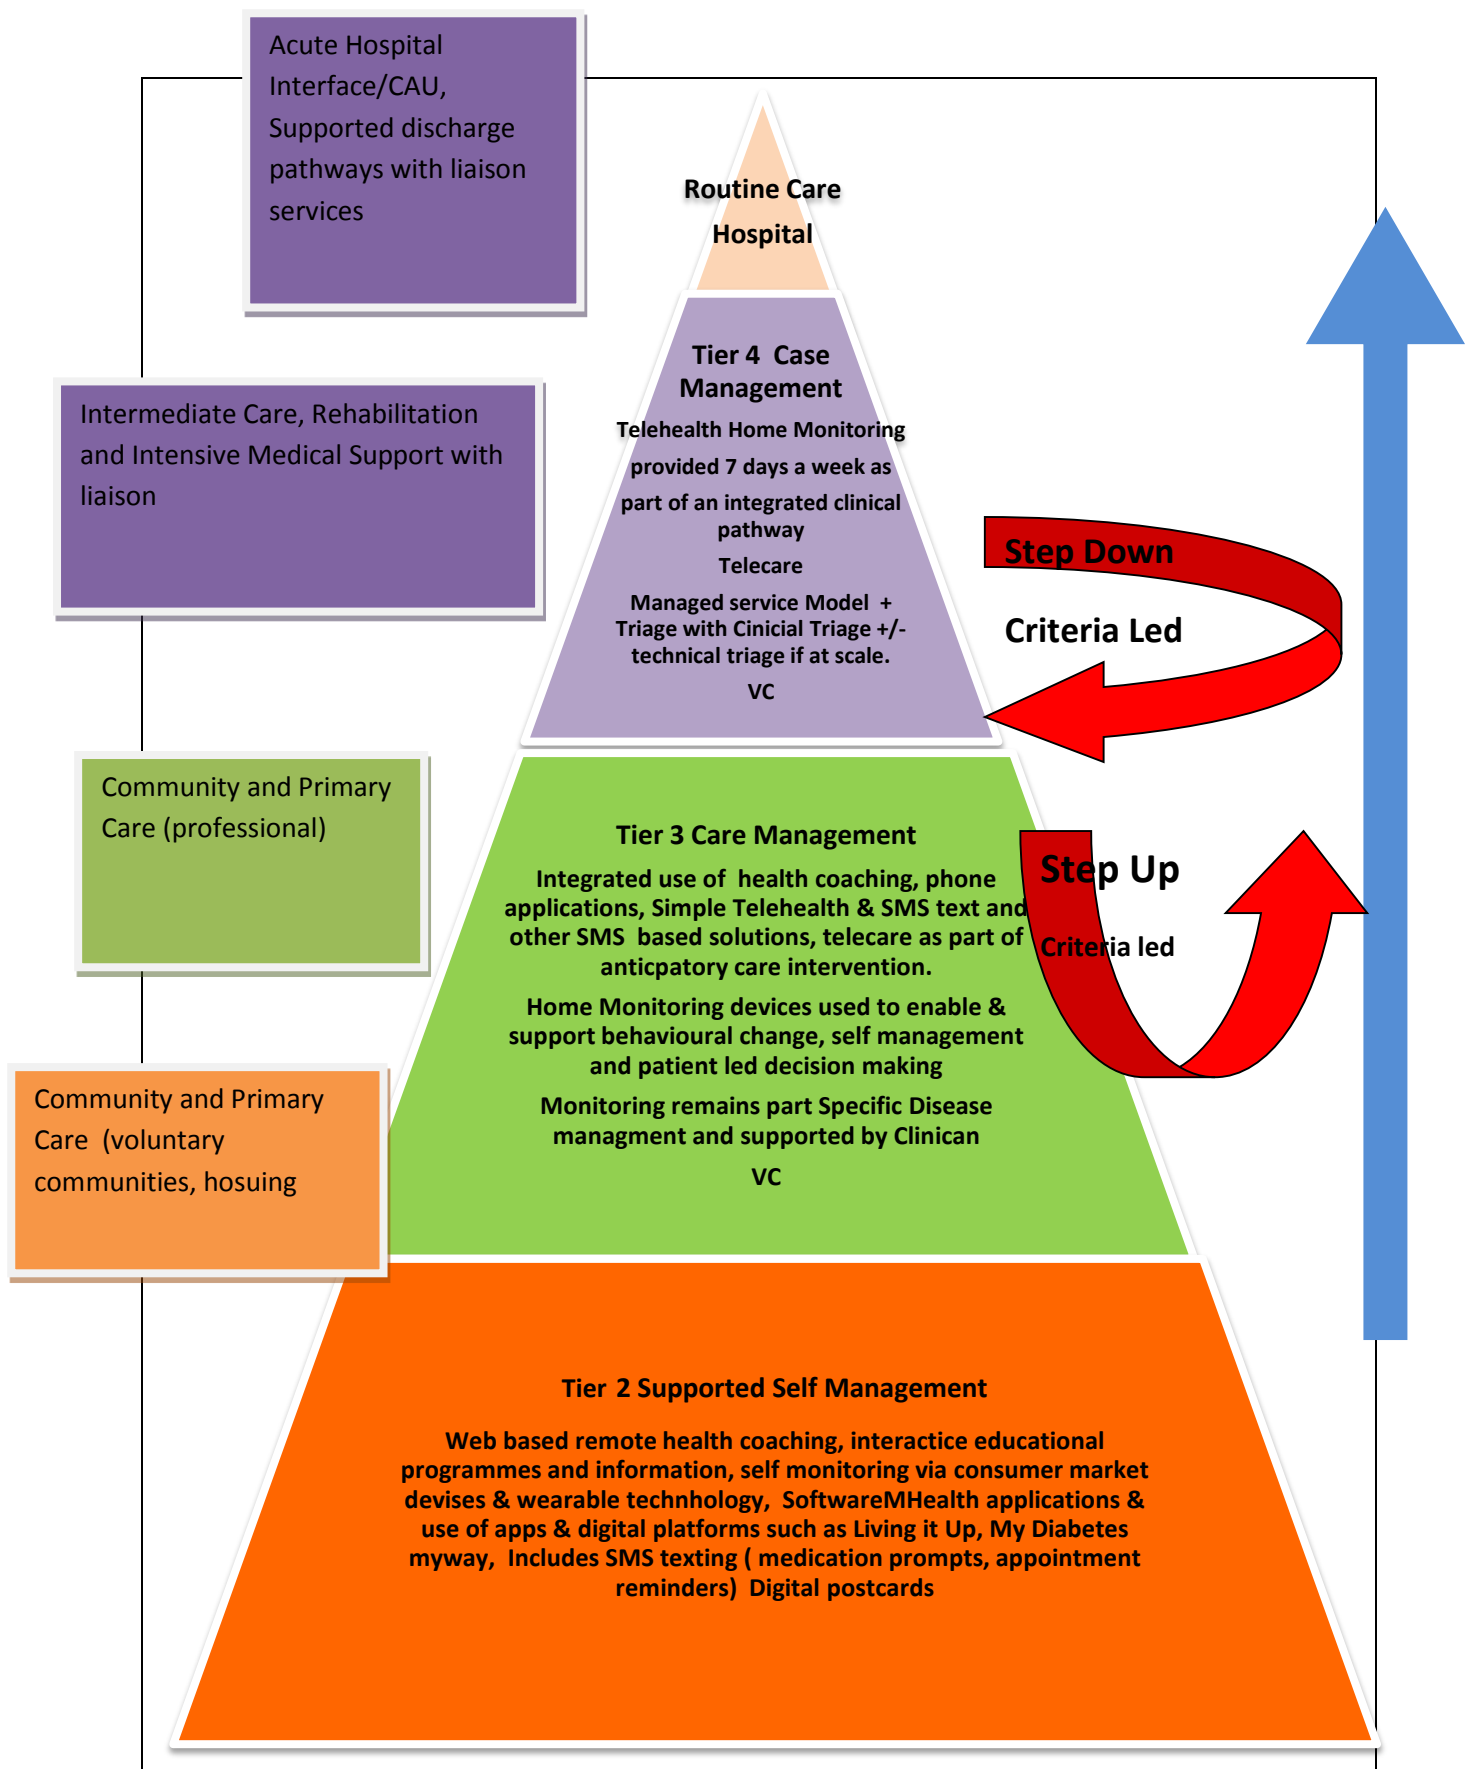 Acute Hospital
Interface/CAU,
Supported discharge
pathways with liaison
services
Routine Care
Hospital
Tier 4  Case
Management
Telehealth Home Monitoring
provided 7 days a week as
part of an integrated clinical
pathway
Telecare
Managed service Model  +
Triage with Cinicial Triage +/-
technical triage if at scale.
VC
Intermediate Care, Rehabilitation
and Intensive Medical Support with
liaison
Step Down
Criteria Led
Community and Primary
Care (professional)
Tier 3 Care Management
Integrated use of  health coaching, phone
applications, Simple Telehealth & SMS text and
other SMS  based solutions, telecare as part of
anticpatory care intervention.
Home Monitoring devices used to enable &
support behavioural change, self management
and patient led decision making
Monitoring remains part Specific Disease
managment and supported by Clinican
VC
Step Up
Criteria led
Community and Primary
Care  (voluntary
communities, hosuing
Tier 2 Supported Self Management
Web based remote health coaching, interactice educational
programmes and information, self monitoring via consumer market
devises & wearable technhology,  SoftwareMHealth applications &
use of apps & digital platforms such as Living it Up, My Diabetes
myway,  Includes SMS texting ( medication prompts, appointment
reminders)  Digital postcards